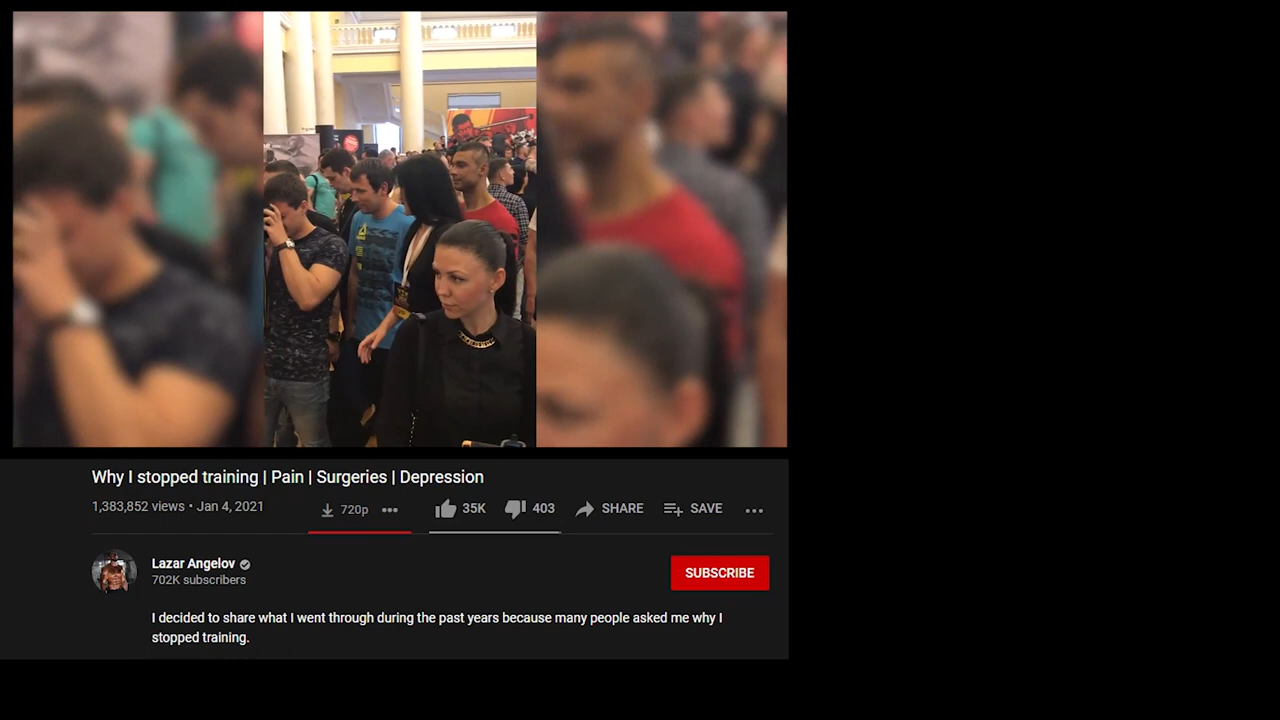 Why I stopped training | Pain | Surgeries | Depression
1,383,852 views • Jan 4, 2021
720p
35K
403
SHARE
SAVE
Lazar Angelov
702K subscribers
SUBSCRIBE
I decided to share what I went through during the past years because many people asked me why I
stopped training.